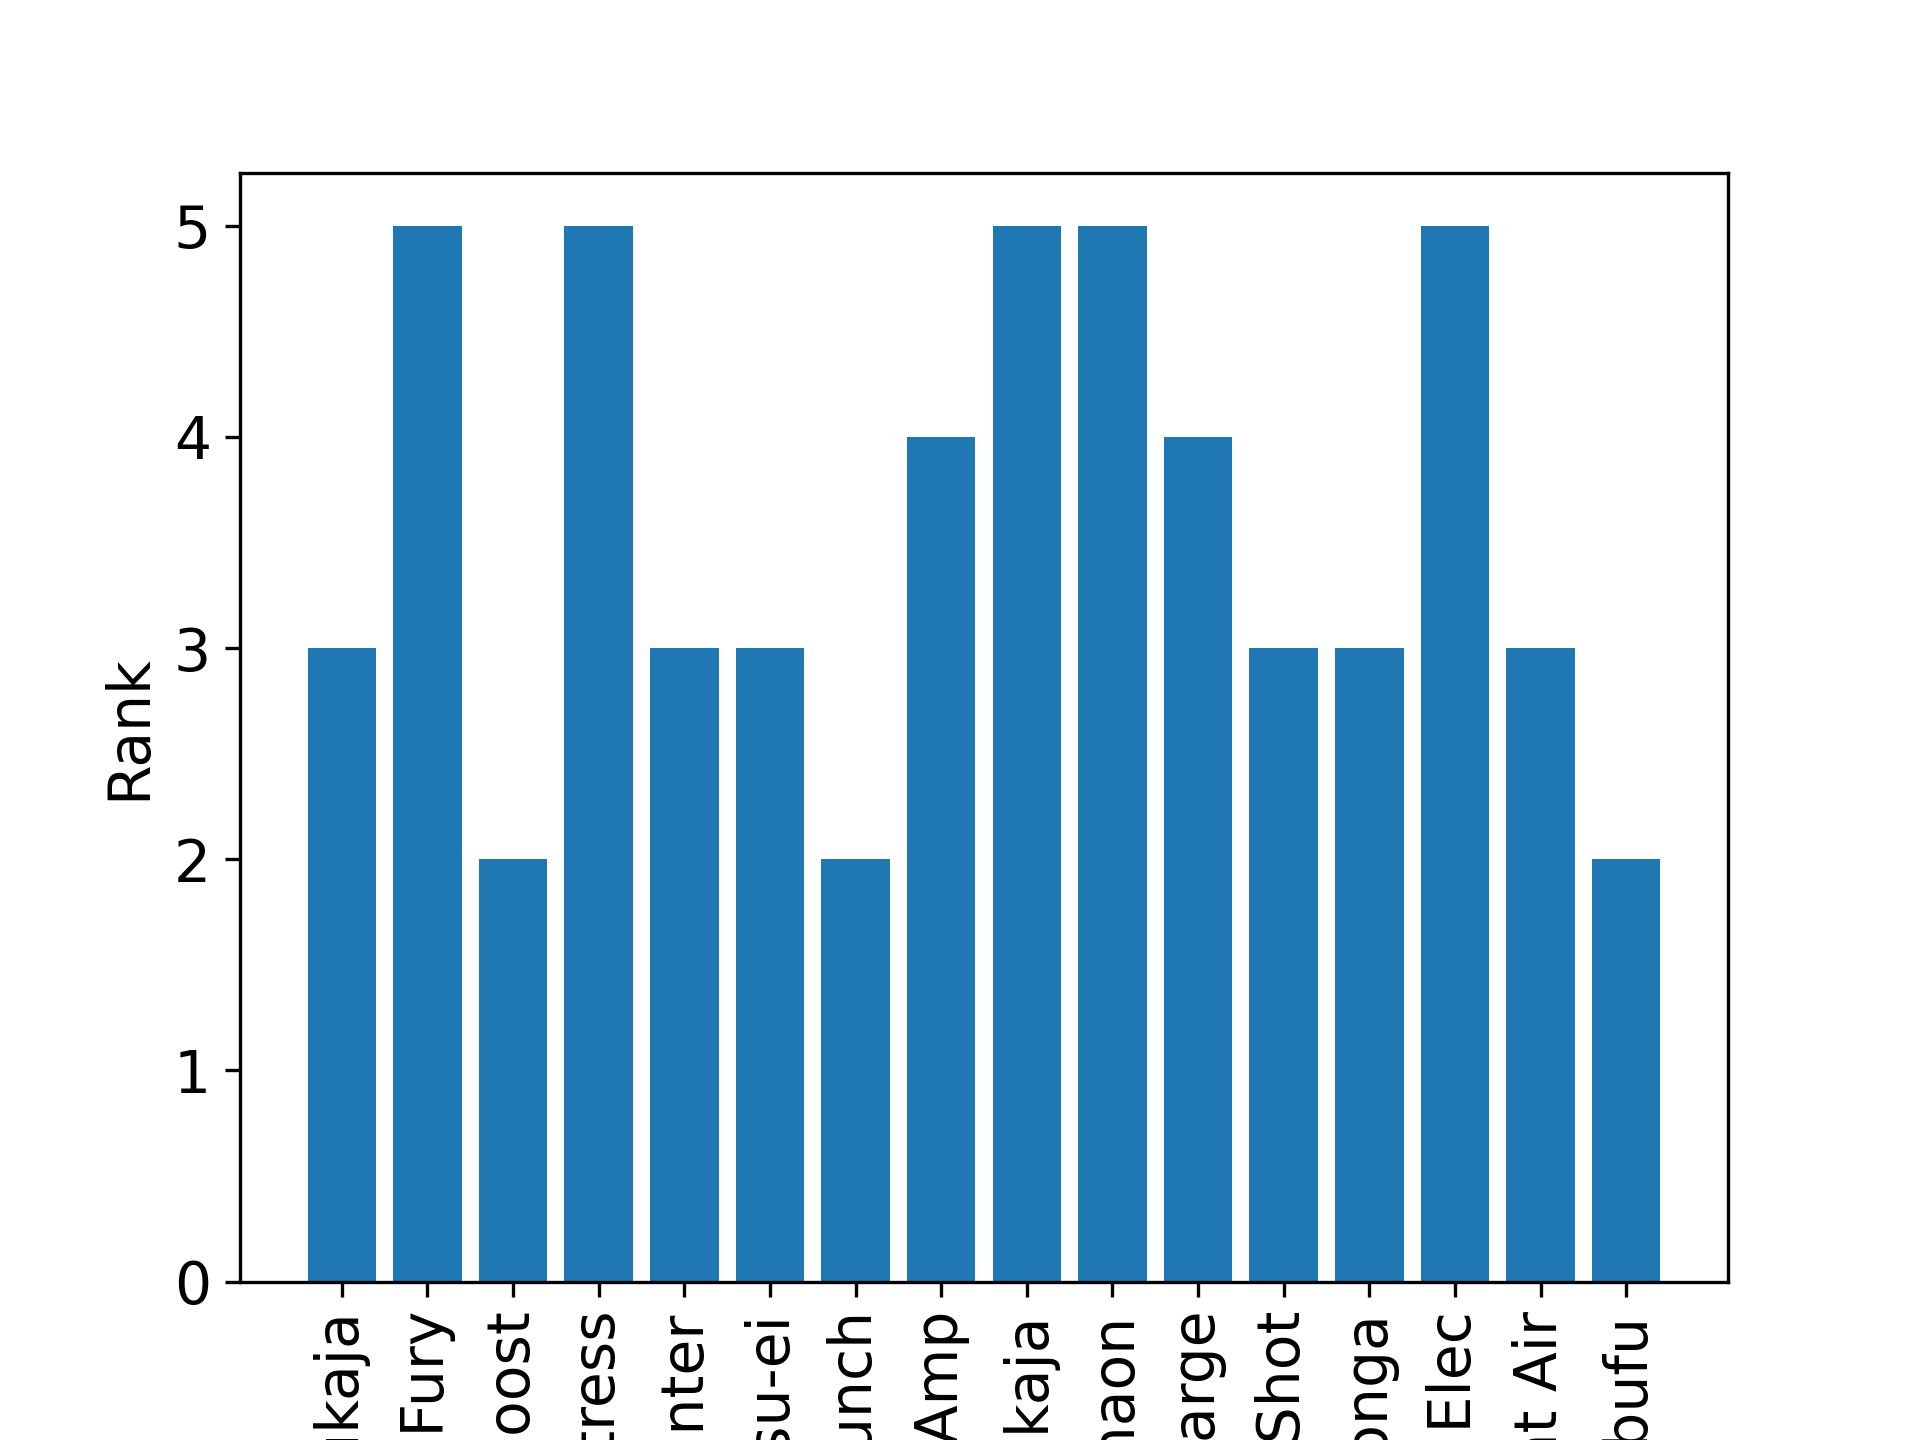 5
4
3
2
1
0
Rank
kaja
Fury
oost
tress
nter
su-ei
unch
Amp
kaja
aon
arge
Shot
onga
Elec
t Air
bufu